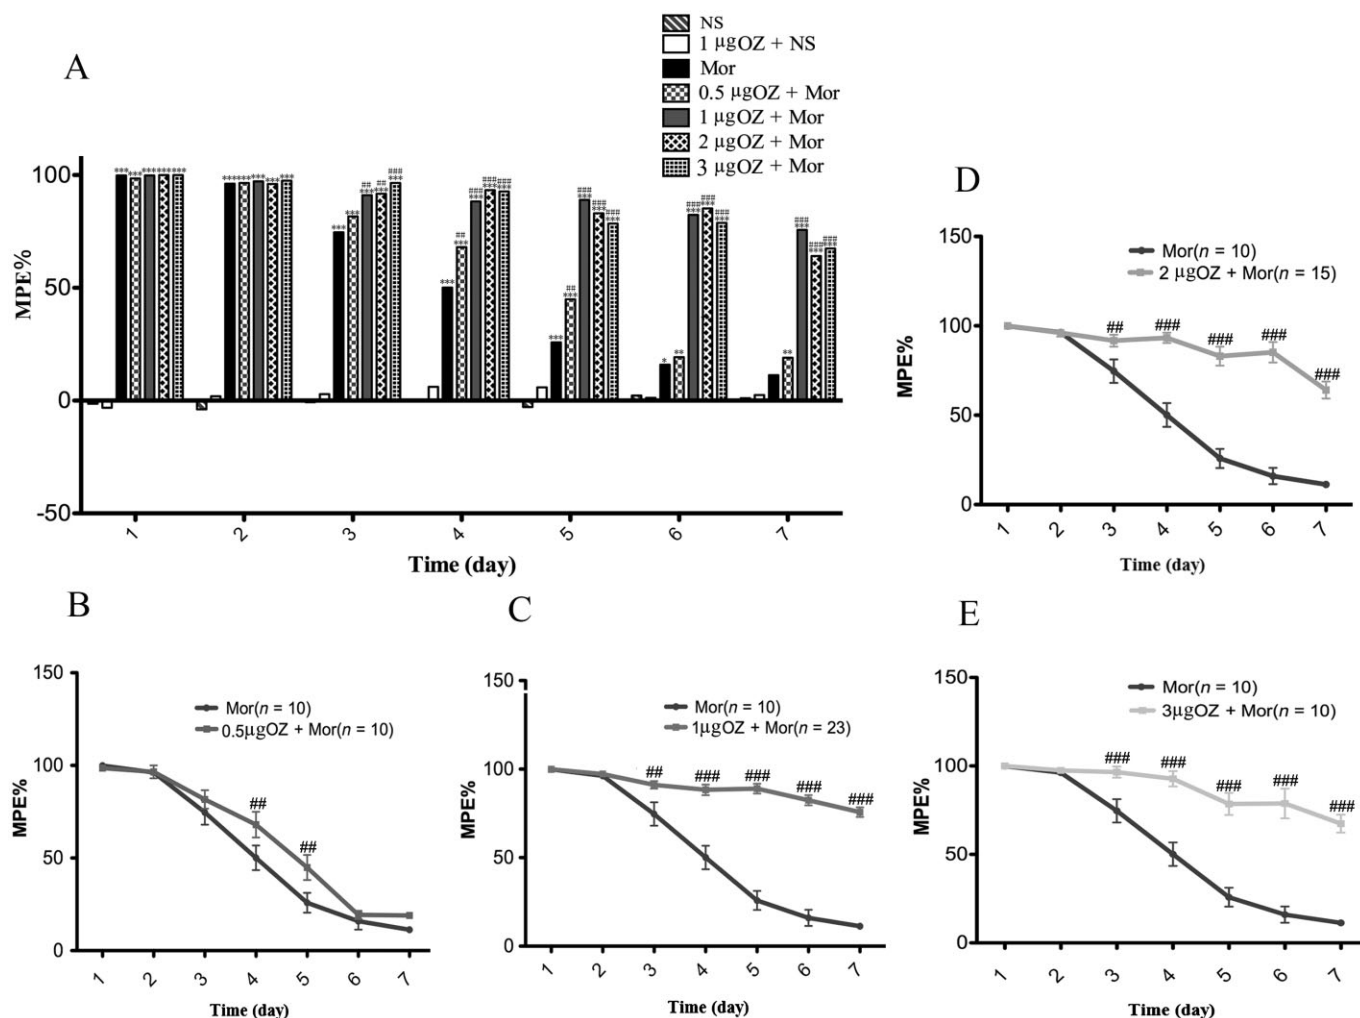 A
NS
1 μgOZ + NS
Mor
0.5 μgOZ + Mor
1 μgOZ + Mor
2 μgOZ + Mor
3 μgOZ + Mor
MPE%
100
50
0
-50
*** *** *** *** ***
*** *** *** *** ***
*** *** ## *** ## *** ### ***
*** ## *** ### *** ### *** ### ***
*** ## *** ### *** ### *** ### ***
* ** ### *** ### *** ### ***
** ### *** ### *** ### ***
1 2 3 4 5 6 7
Time (day)
D
MPE%
150
100
50
0
Mor(n = 10)
2 μgOZ + Mor(n = 15)
## ### ### ### ###
1 2 3 4 5 6 7
Time (day)
B
MPE%
150
100
50
0
Mor(n = 10)
0.5μgOZ + Mor(n = 10)
## ##
1 2 3 4 5 6 7
Time (day)
C
MPE%
150
100
50
0
Mor(n = 10)
1μgOZ + Mor(n = 23)
## ### ### ### ###
1 2 3 4 5 6 7
Time (day)
E
MPE%
150
100
50
0
Mor(n = 10)
3μgOZ + Mor(n = 10)
### ### ### ### ###
1 2 3 4 5 6 7
Time (day)